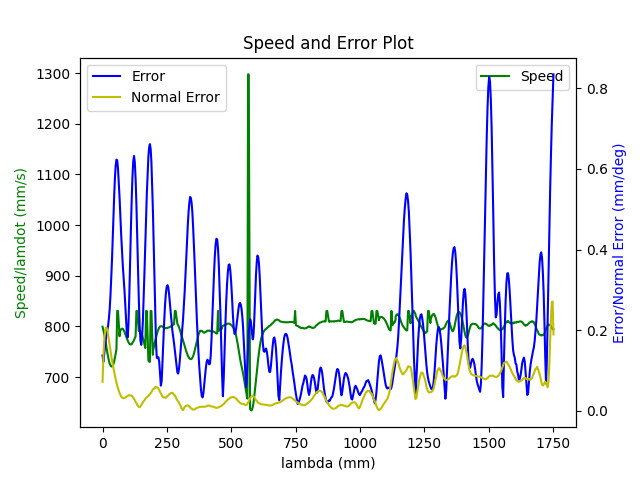 Speed and Error Plot
Error
Normal Error
Speed
1300
1200
1100
1000
900
800
700
0.8
0.6
0.4
0.2
0.0
0 250 500 750 1000 1250 1500 1750
lambda (mm)
Speed/lamdot (mm/s)
Error/Normal Error (mm/deg)